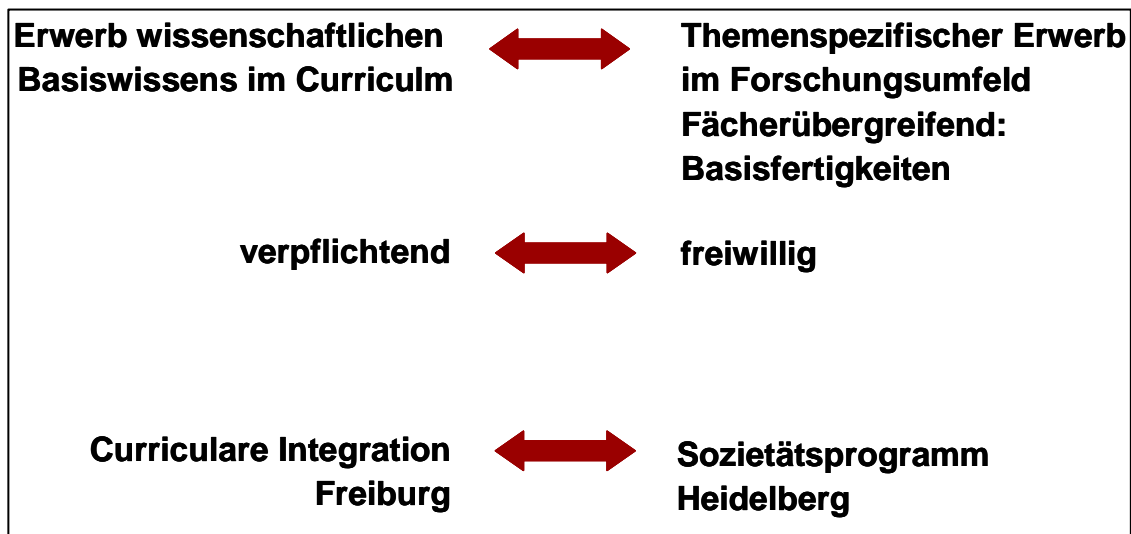 Erwerb wissenschaftlichen
Basiswissens im Curriculm
Themenspezifischer Erwerb
im Forschungsumfeld
Fächerübergreifend:
Basisfertigkeiten
verpflichtend
freiwillig
Curriculare Integration
Freiburg
Sozietätsprogramm
Heidelberg